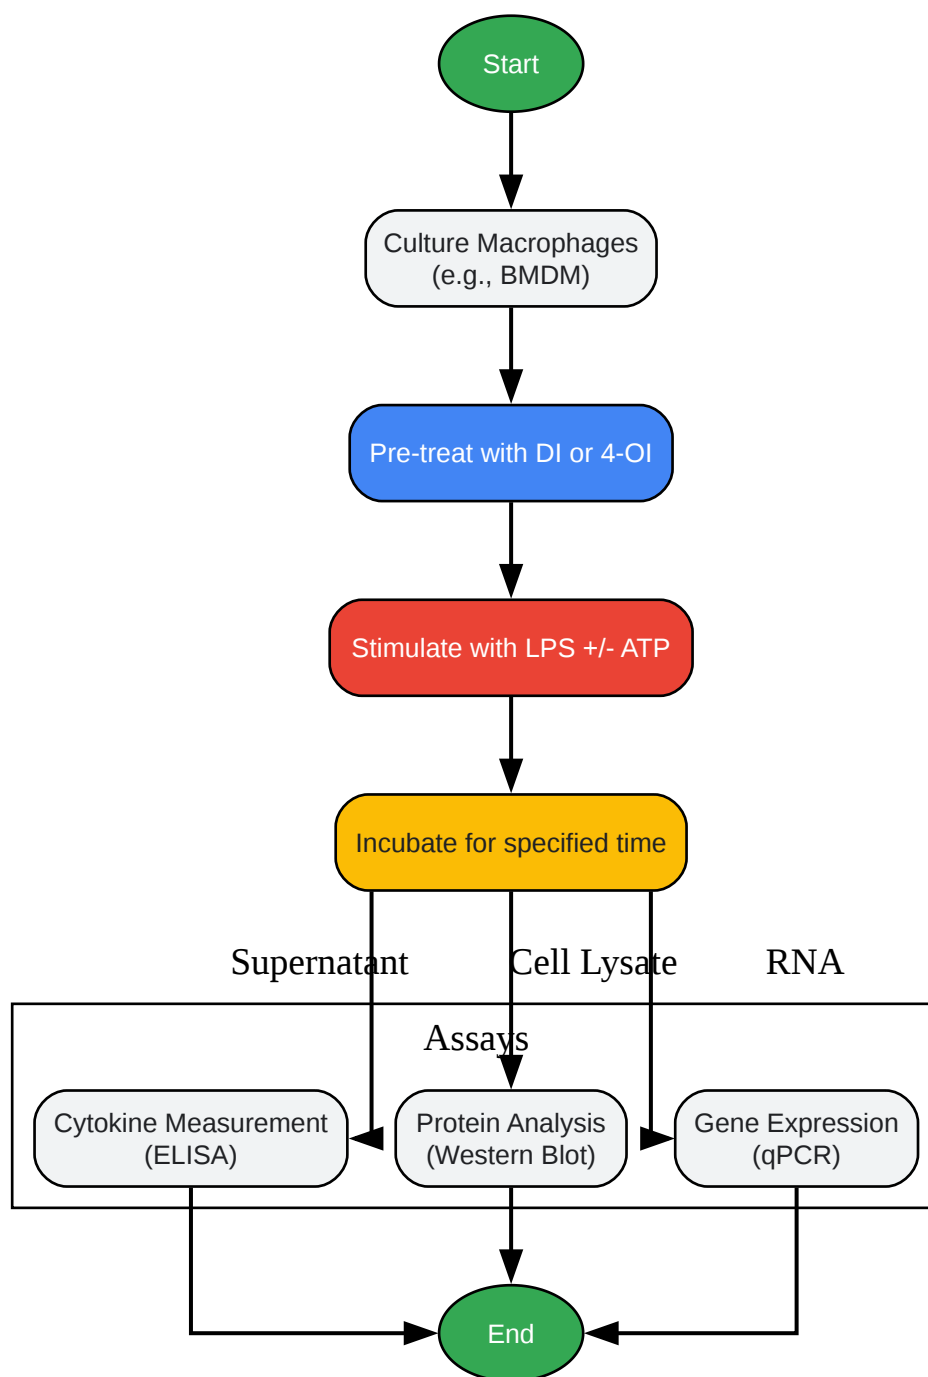 Start
Culture Macrophages
(e.g., BMDM)
Pre-treat with DI or 4-OI
Stimulate with LPS +/- ATP
Incubate for specified time
Supernatant
Cell Lysate
RNA
Assays
Cytokine Measurement
(ELISA)
Protein Analysis
(Western Blot)
Gene Expression
(qPCR)
End